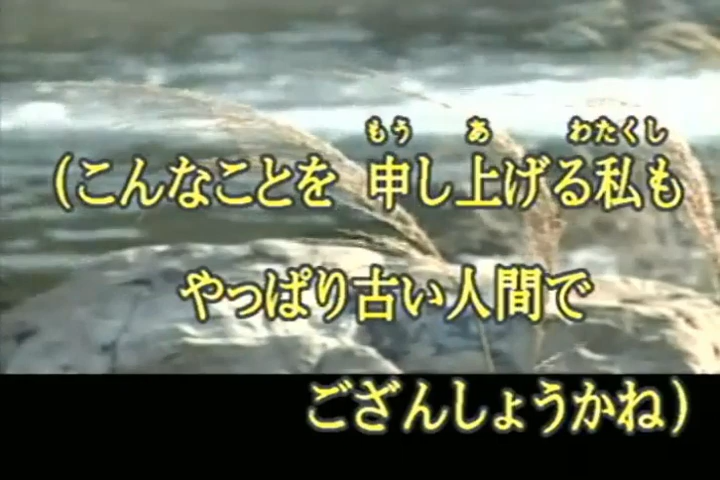 もう あ わたくし
(こんなことを 申し上げる私も
やっぱり古い人間で
ござんしょうかね)